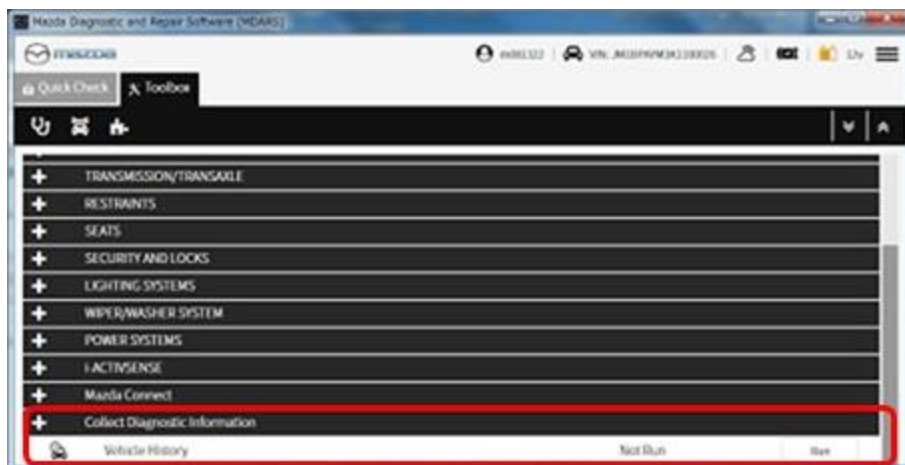 Mazda Diagnostic and Repair Software [MDARS]
mazda
12v
Quick Check Toolbox
TRANSMISSION/TRANSAXLE
RESTRAINTS
SEATS
SECURITY AND LOCKS
LIGHTING SYSTEMS
WIPER/WASHER SYSTEM
POWER SYSTEMS
i-ACTIVSENSE
Mazda Connect
Collect Diagnostic Information
Vehicle History Not Run Run